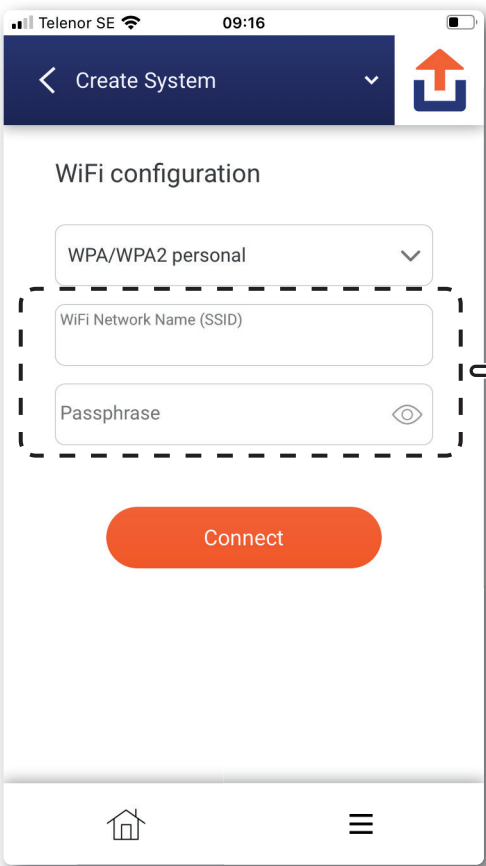 Telenor SE 09:16
Create System
WiFi configuration
WPA/WPA2 personal
WiFi Network Name (SSID)
Passphrase
Connect